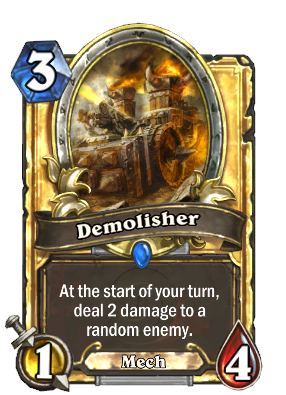 3
Demolisher
At the start of your turn,
deal 2 damage to a
random enemy.
1
Mech
4